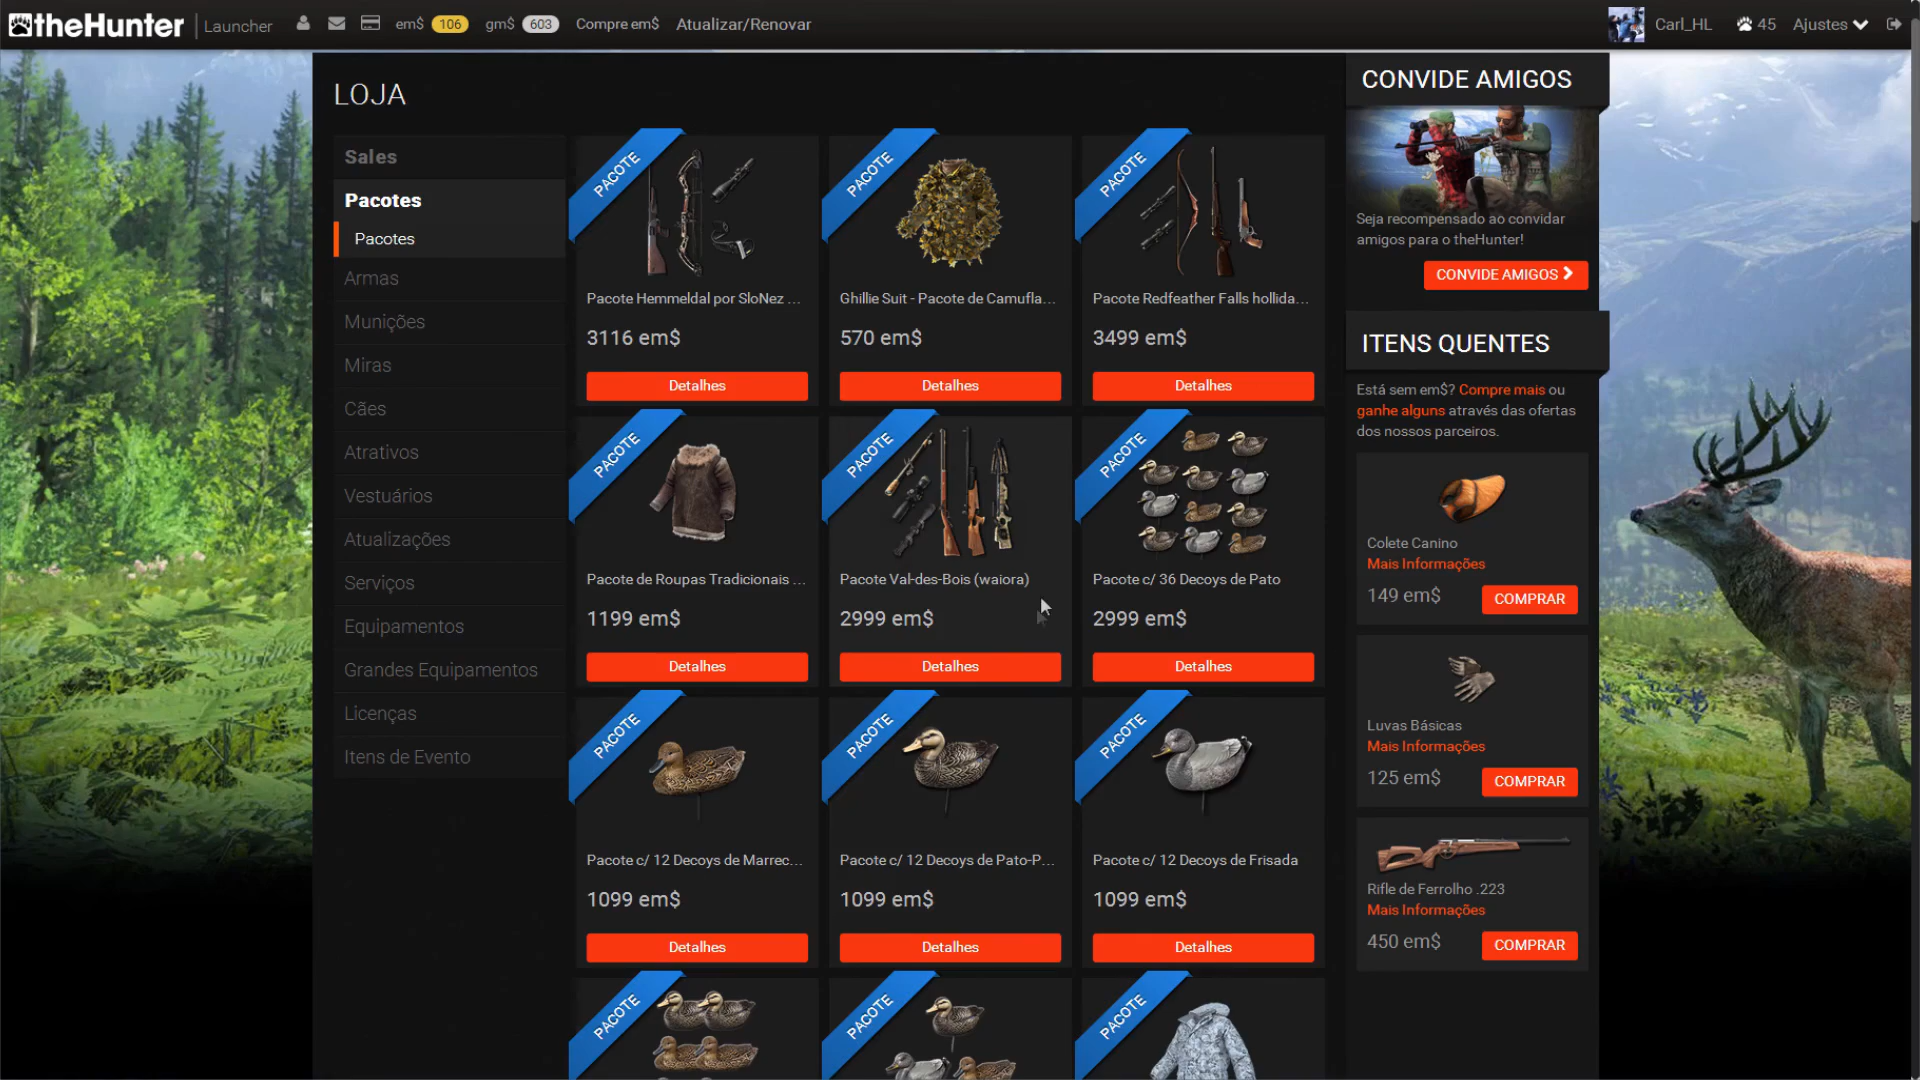 theHunter Launcher em$ 106 gm$ 603 Compre em$ Atualizar/Renovar Carl_HL 45 Ajustes
LOJA
Sales
Pacotes
Pacotes
Armas
Munições
Miras
Cães
Atrativos
Vestuários
Atualizações
Serviços
Equipamentos
Grandes Equipamentos
Licenças
Itens de Evento
PACOTE
Pacote Hemmeldal por SloNez ...
3116 em$
Detalhes
PACOTE
Ghillie Suit - Pacote de Camufla...
570 em$
Detalhes
PACOTE
Pacote Redfeather Falls hollida...
3499 em$
Detalhes
PACOTE
Pacote de Roupas Tradicionais ...
1199 em$
Detalhes
PACOTE
Pacote Val-des-Bois (waiora)
2999 em$
Detalhes
PACOTE
Pacote c/ 36 Decoys de Pato
2999 em$
Detalhes
PACOTE
Pacote c/ 12 Decoys de Marrec...
1099 em$
Detalhes
PACOTE
Pacote c/ 12 Decoys de Pato-P...
1099 em$
Detalhes
PACOTE
Pacote c/ 12 Decoys de Frisada
1099 em$
Detalhes
PACOTE
PACOTE
PACOTE
CONVIDE AMIGOS
Seja recompensado ao convidar
amigos para o theHunter!
CONVIDE AMIGOS
ITENS QUENTES
Está sem em$? Compre mais ou
ganhe alguns através das ofertas
dos nossos parceiros.
Colete Canino
Mais Informações
149 em$
COMPRAR
Luvas Básicas
Mais Informações
125 em$
COMPRAR
Rifle de Ferrolho .223
Mais Informações
450 em$
COMPRAR